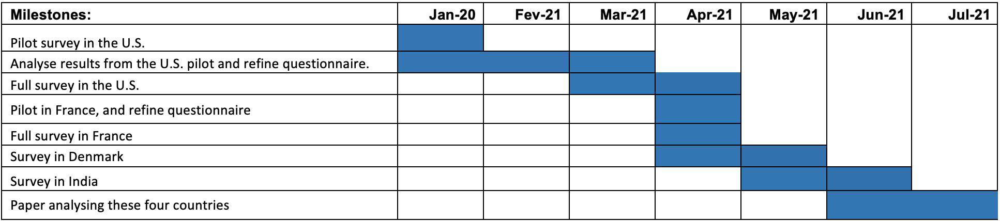 Milestones: Jan-20 Fev-21 Mar-21 Apr-21 May-21 Jun-21 Jul-21
Pilot survey in the U.S.
Analyse results from the U.S. pilot and refine questionnaire.
Full survey in the U.S.
Pilot in France, and refine questionnaire
Full survey in France
Survey in Denmark
Survey in India
Paper analysing these four countries